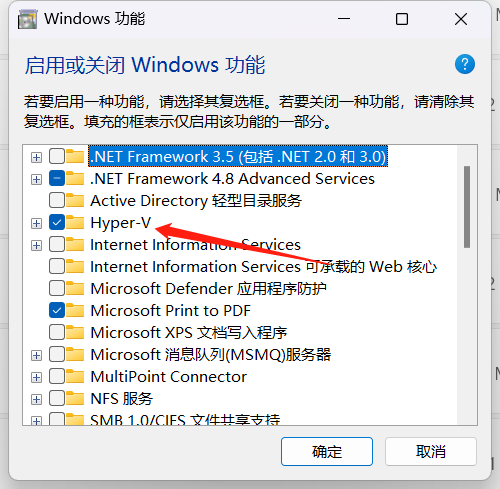 Windows 功能
启用或关闭 Windows 功能
若要启用一种功能，请选择其复选框。若要关闭一种功能，请清除其
复选框。填充的框表示仅启用该功能的一部分。
.NET Framework 3.5 (包括 .NET 2.0 和 3.0)
.NET Framework 4.8 Advanced Services
Active Directory 轻型目录服务
Hyper-V
Internet Information Services
Internet Information Services 可承载的 Web 核心
Microsoft Defender 应用程序防护
Microsoft Print to PDF
Microsoft XPS 文档写入程序
Microsoft 消息队列(MSMQ)服务器
MultiPoint Connector
NFS 服务
SMB 1.0/CIFS 文件共享支持
确定
取消